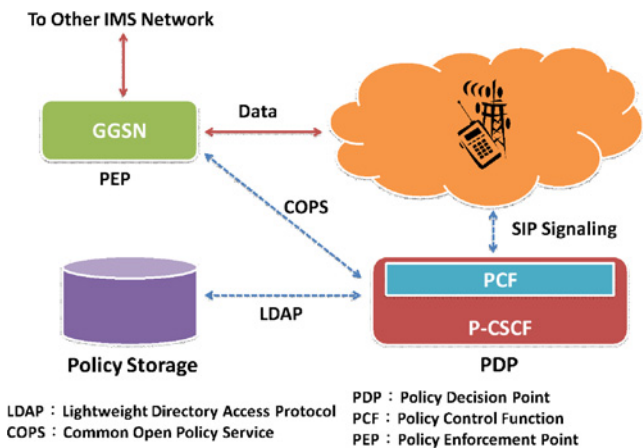 To Other IMS Network
GGSN
Data
PEP
COPS
SIP Signaling
PCF
P-CSCF
LDAP
Policy Storage
PDP
LDAP：Lightweight Directory Access Protocol
COPS：Common Open Policy Service
PDP：Policy Decision Point
PCF：Policy Control Function
PEP：Policy Enforcement Point